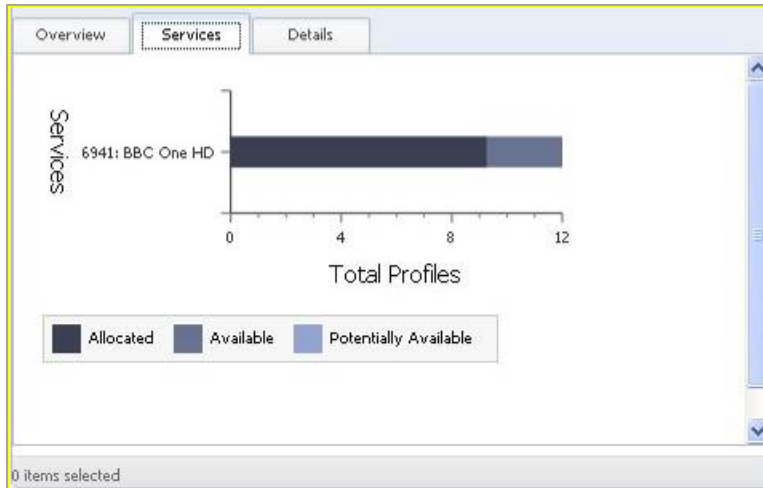 Overview Services Details
Services
6941: BBC One HD
0 4 8 12
Total Profiles
Allocated Available Potentially Available
0 items selected